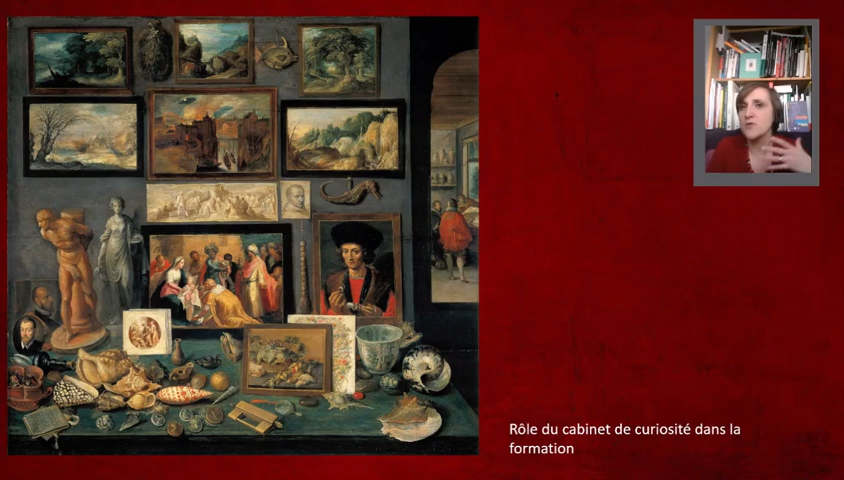 Rôle du cabinet de curiosité dans la
formation